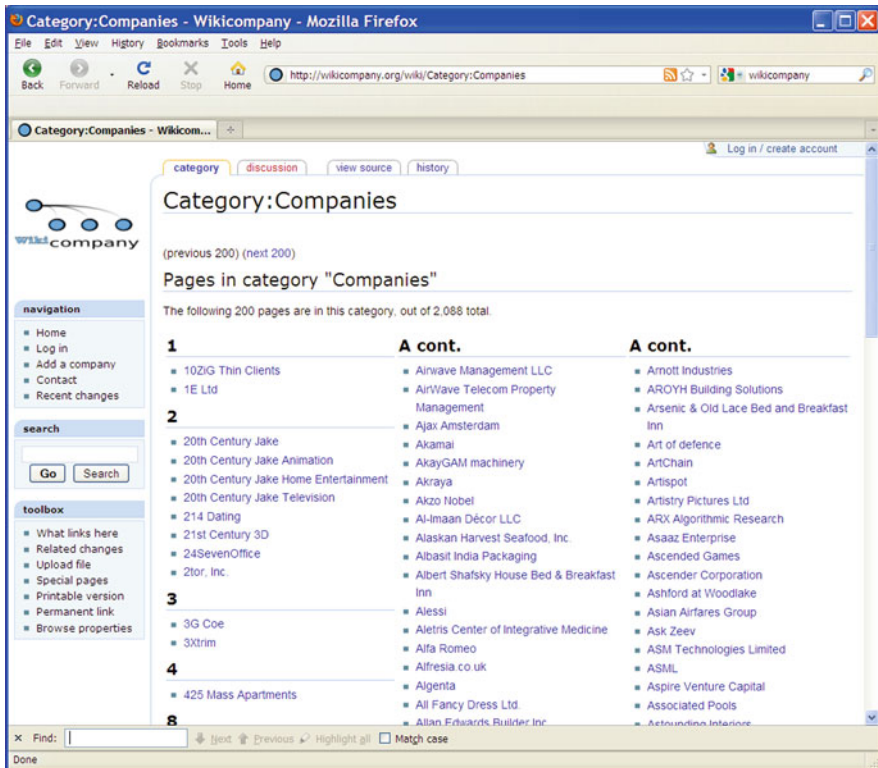 Category:Companies - Wikicompany - Mozilla Firefox
File Edit View History Bookmarks Tools Help
Back Forward Reload Stop Home http://wikicompany.org/wiki/Category:Companies wikicompany
Category:Companies - Wikicom...
Log in / create account
category discussion view source history
Wikicompany
navigation
Home
Log in
Add a company
Contact
Recent changes
search
Go Search
toolbox
What links here
Related changes
Upload file
Special pages
Printable version
Permanent link
Browse properties
Category:Companies
(previous 200) (next 200)
Pages in category "Companies"
The following 200 pages are in this category, out of 2,088 total.
1
10ZiG Thin Clients
1E Ltd
2
20th Century Jake
20th Century Jake Animation
20th Century Jake Home Entertainment
20th Century Jake Television
214 Dating
21st Century 3D
24SevenOffice
2tor, Inc.
3
3G Coe
3Xtrim
4
425 Mass Apartments
8
A cont.
Airwave Management LLC
AirWave Telecom Property
Management
Ajax Amsterdam
Akamai
AkayGAM machinery
Akraya
Akzo Nobel
Al-Imaan Décor LLC
Alaskan Harvest Seafood, Inc.
Albasit India Packaging
Albert Shafsky House Bed & Breakfast
Inn
Alessi
Aletris Center of Integrative Medicine
Alfa Romeo
Alfresia.co.uk
Algenta
All Fancy Dress Ltd.
Allan Edwards Builder Inc
A cont.
Arnott Industries
AROYH Building Solutions
Arsenic & Old Lace Bed and Breakfast
Inn
Art of defence
ArtChain
Artispot
Artistry Pictures Ltd
ARX Algorithmic Research
Asaaz Enterprise
Ascended Games
Ascender Corporation
Ashford at Woodlake
Asian Airfares Group
Ask Zeev
ASM Technologies Limited
ASML
Aspire Venture Capital
Associated Pools
Astounding Interiors
× Find: Next Previous Highlight all Match case
Done